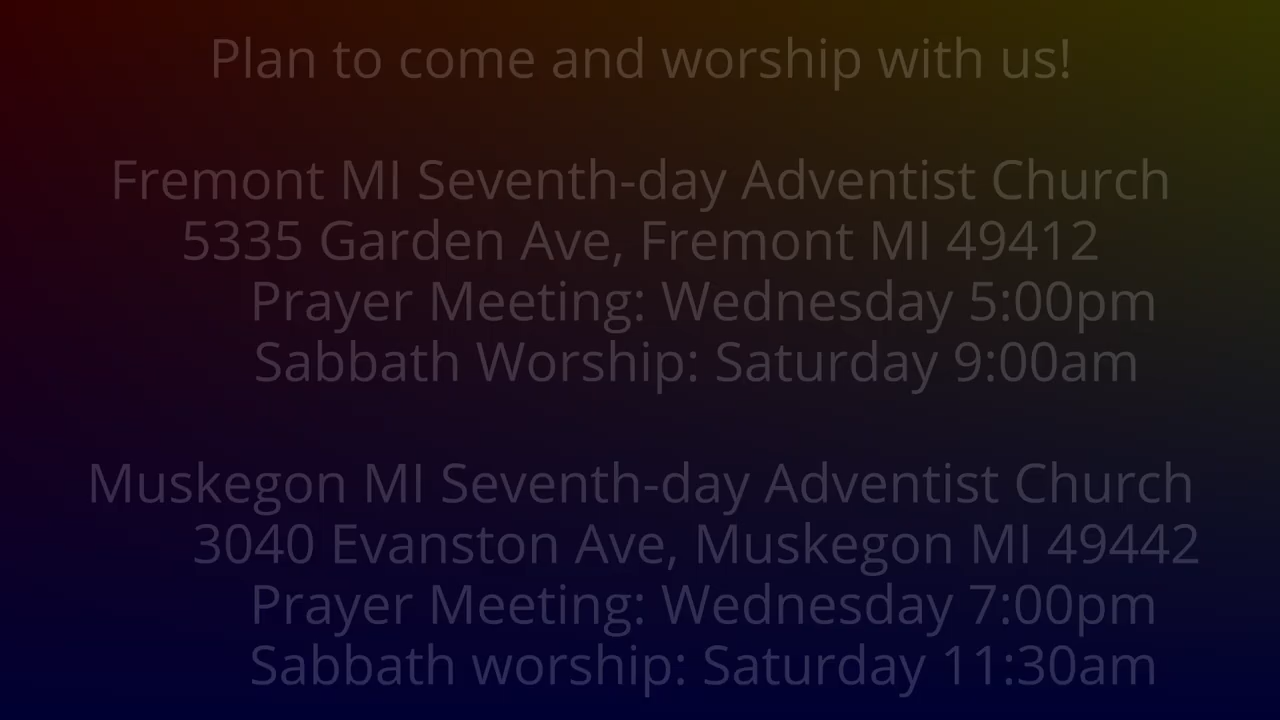 Plan to come and worship with us!
Fremont MI Seventh-day Adventist Church
5335 Garden Ave, Fremont MI 49412
Prayer Meeting: Wednesday 5:00pm
Sabbath Worship: Saturday 9:00am
Muskegon MI Seventh-day Adventist Church
3040 Evanston Ave, Muskegon MI 49442
Prayer Meeting: Wednesday 7:00pm
Sabbath worship: Saturday 11:30am